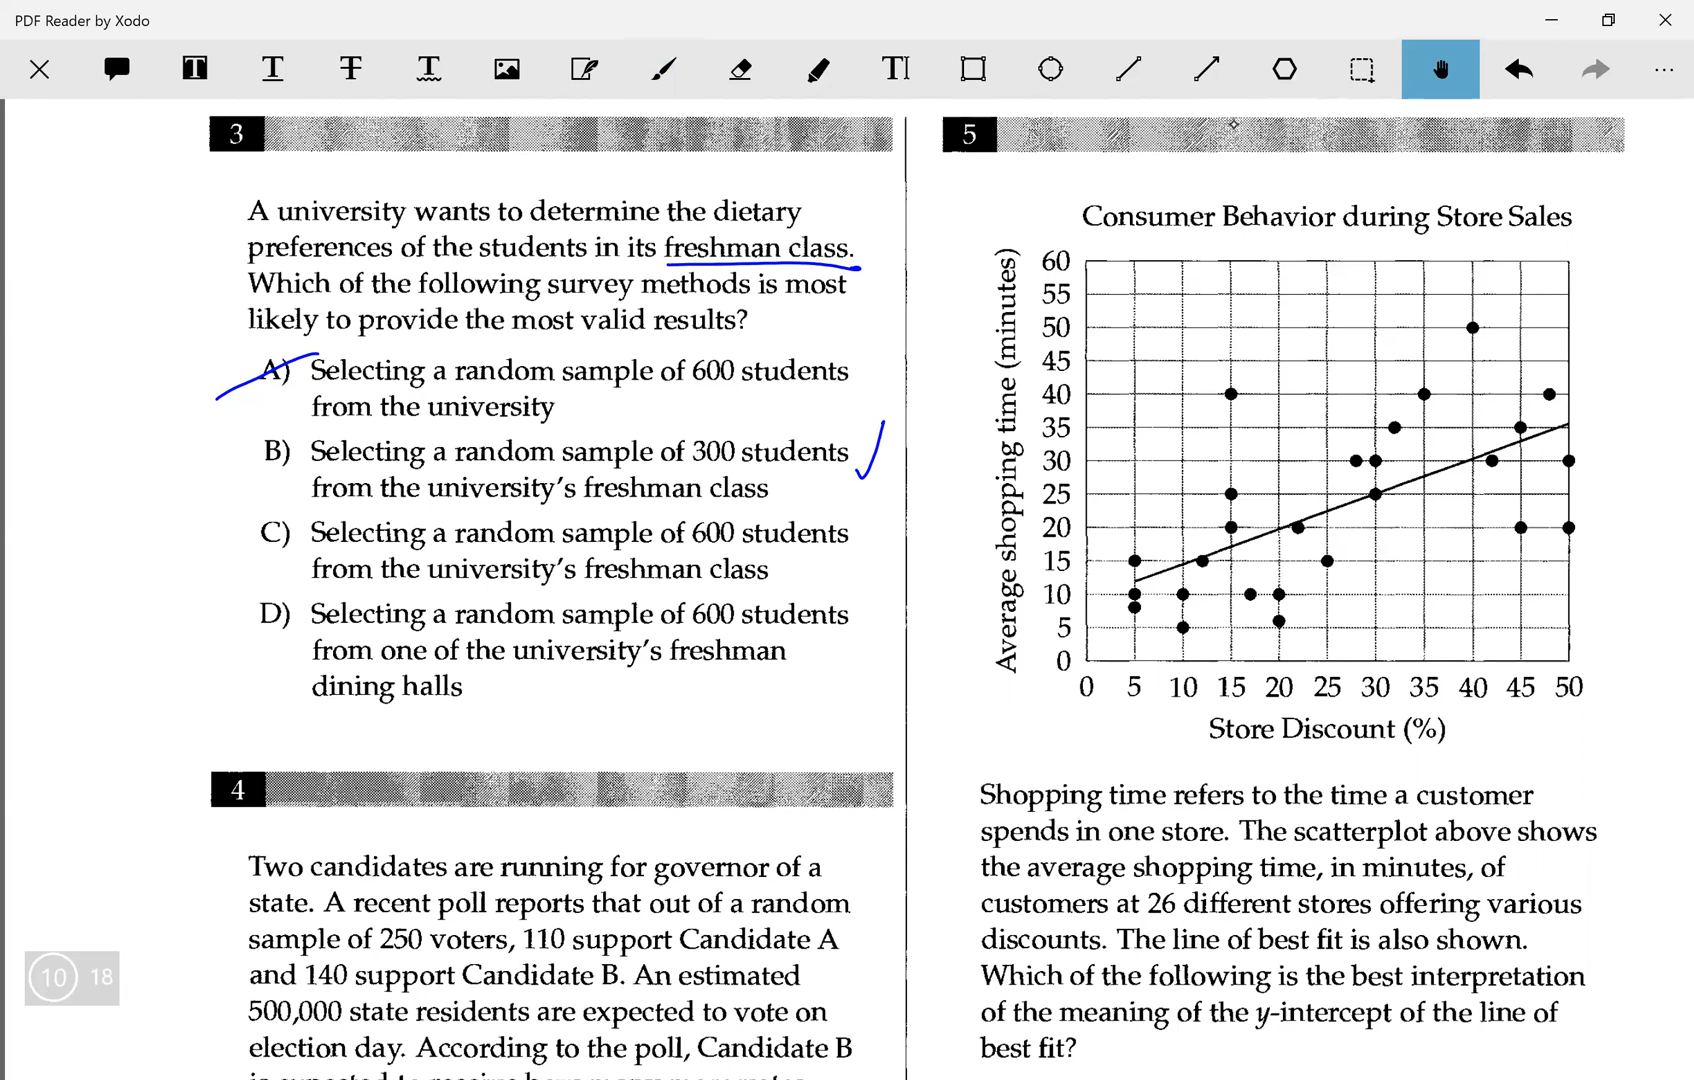 PDF Reader by Xodo
3
A university wants to determine the dietary
preferences of the students in its freshman class.
Which of the following survey methods is most
likely to provide the most valid results?
A) Selecting a random sample of 600 students
from the university
B) Selecting a random sample of 300 students
from the university's freshman class
C) Selecting a random sample of 600 students
from the university's freshman class
D) Selecting a random sample of 600 students
from one of the university's freshman
dining halls
4
Two candidates are running for governor of a
state. A recent poll reports that out of a random
sample of 250 voters, 110 support Candidate A
and 140 support Candidate B. An estimated
500,000 state residents are expected to vote on
election day. According to the poll, Candidate B
10 18
5
Consumer Behavior during Store Sales
Average shopping time (minutes)
60
55
50
45
40
35
30
25
20
15
10
5
0
0 5 10 15 20 25 30 35 40 45 50
Store Discount (%)
Shopping time refers to the time a customer
spends in one store. The scatterplot above shows
the average shopping time, in minutes, of
customers at 26 different stores offering various
discounts. The line of best fit is also shown.
Which of the following is the best interpretation
of the meaning of the y-intercept of the line of
best fit?